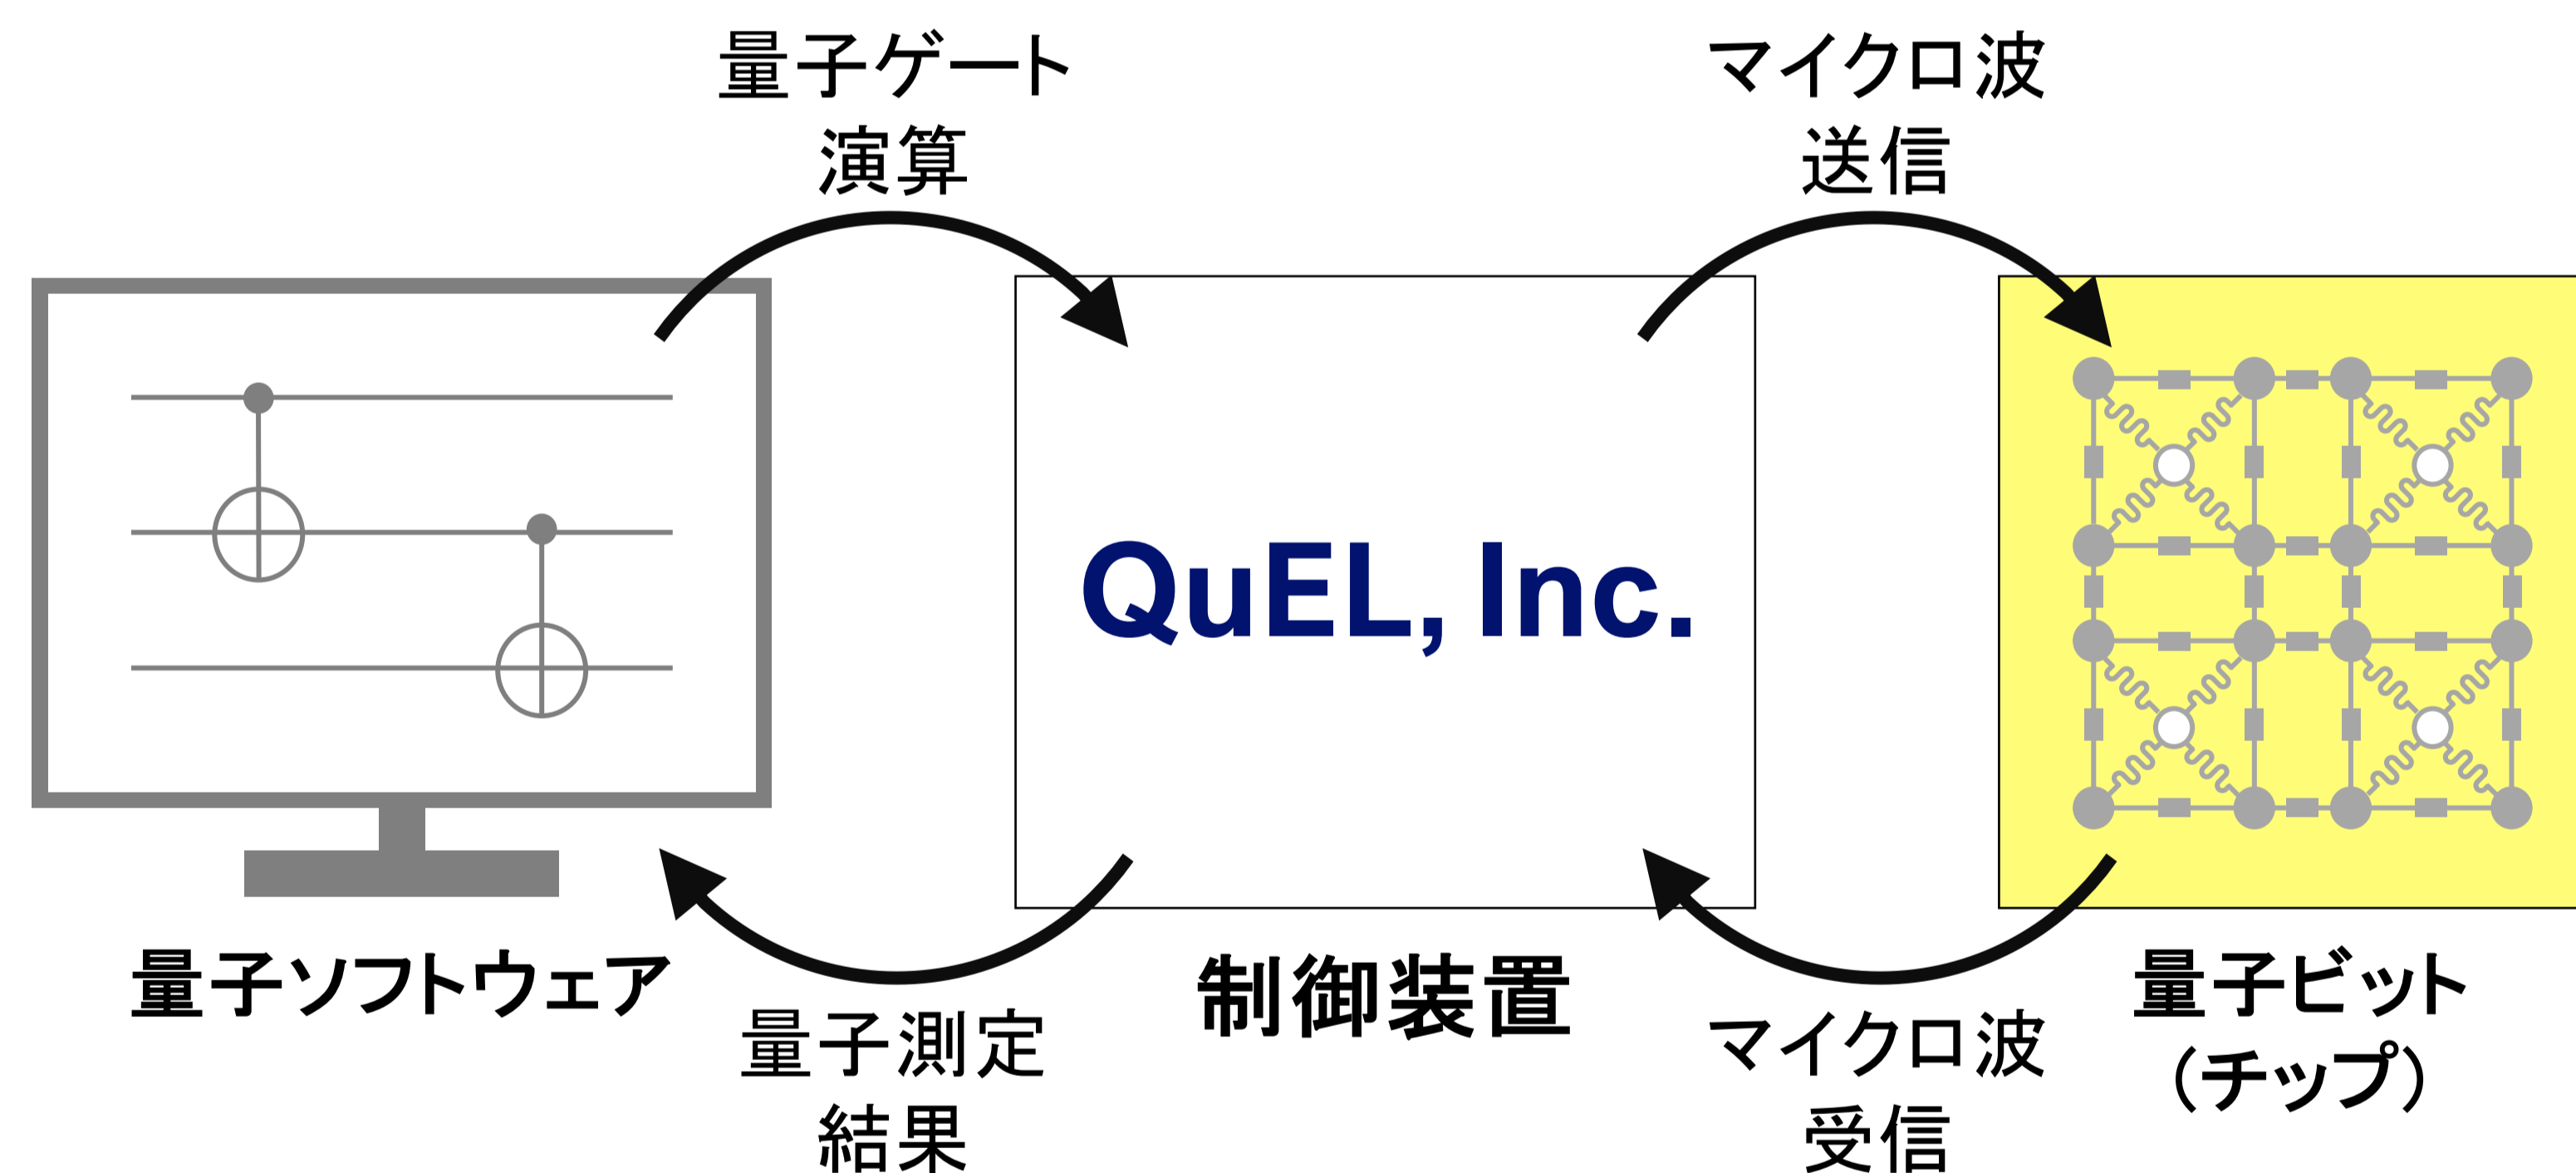 量子ゲート
演算
マイクロ波
送信
QuEL, Inc.
量子ソフトウェア
制御装置
量子ビット
(チップ)
量子測定
結果
マイクロ波
受信